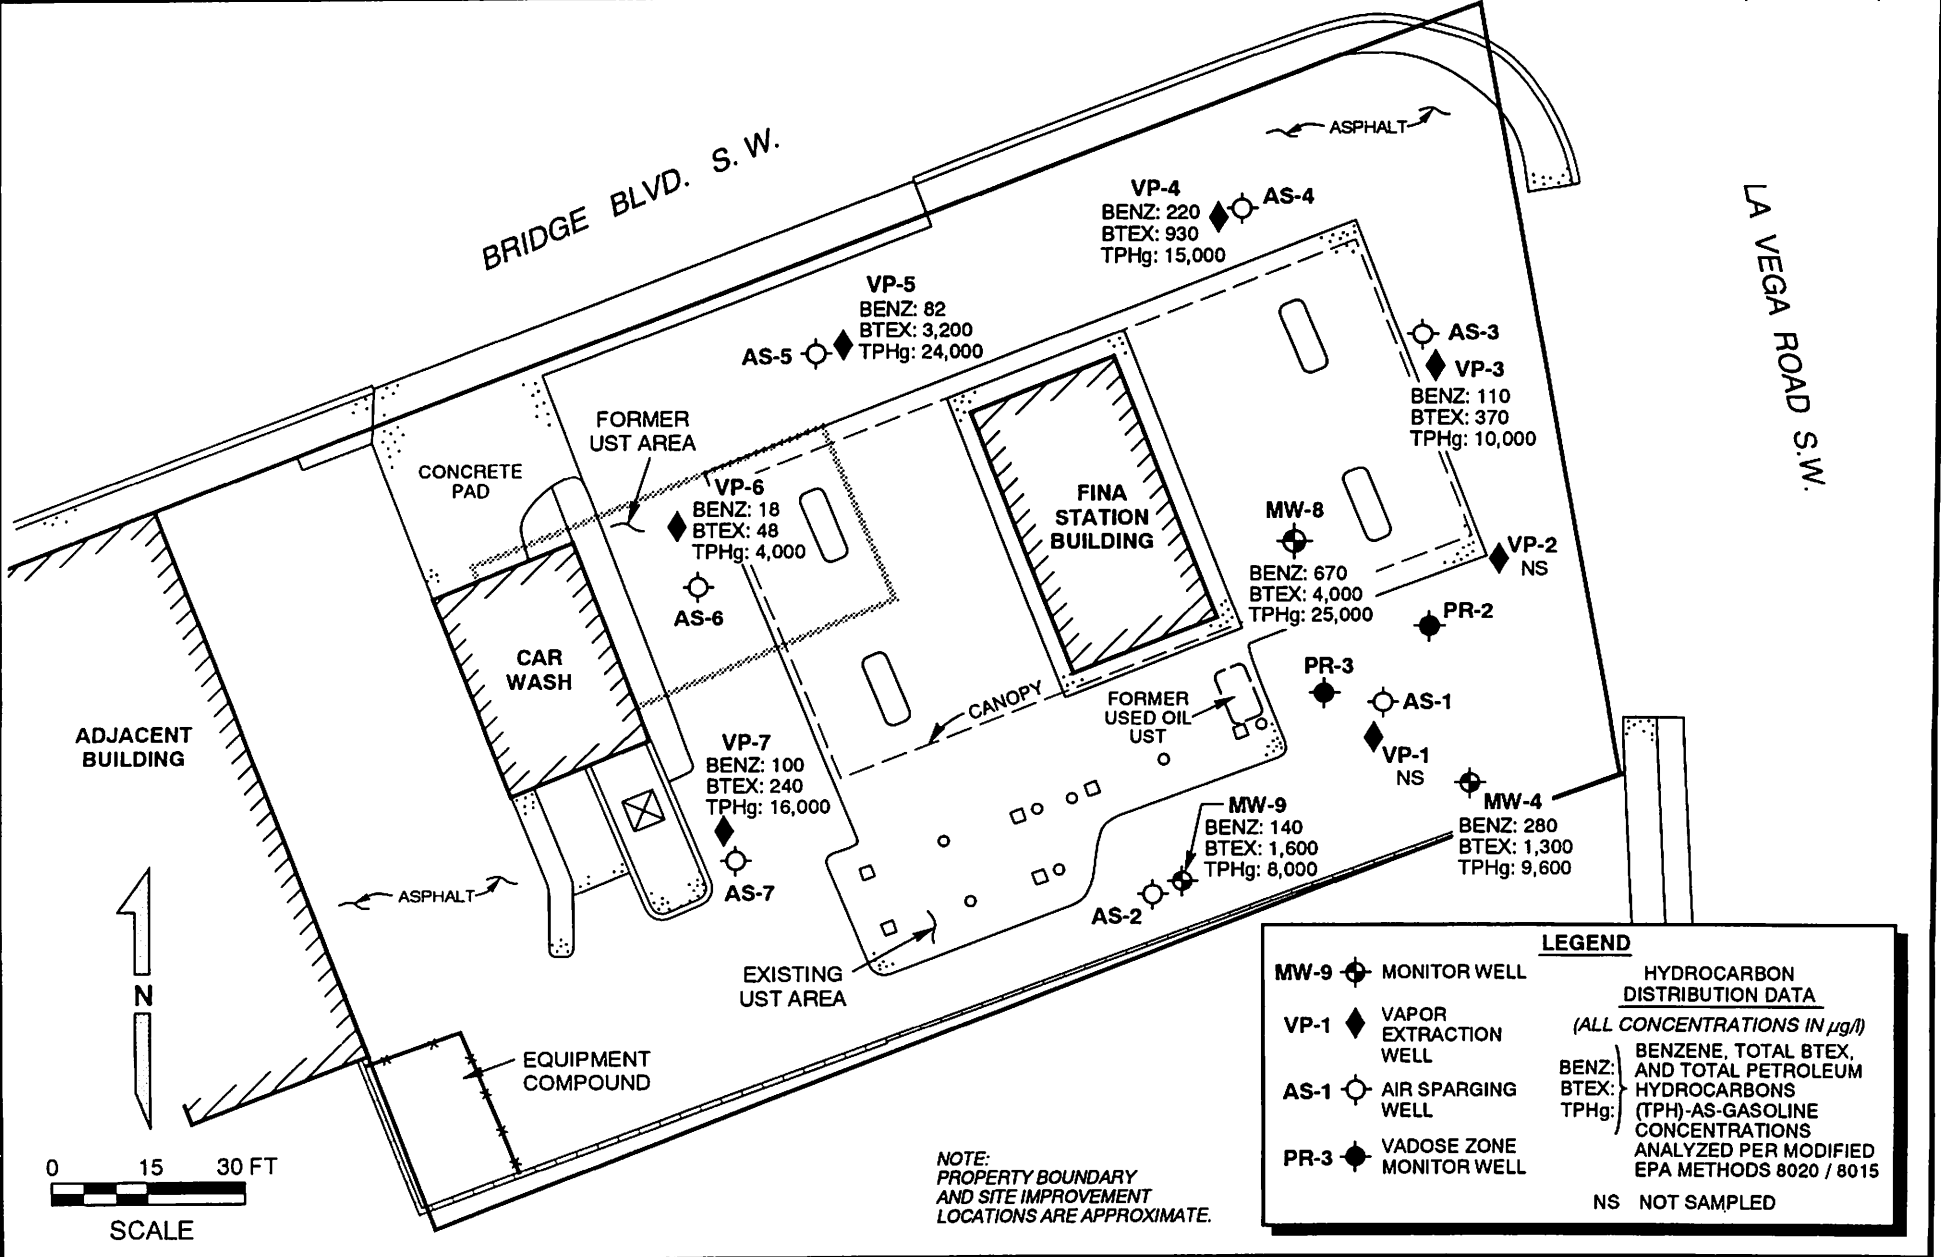 BRIDGE BLVD. S.W.
LA VEGA ROAD S.W.
ASPHALT
VP-4
BENZ: 220
BTEX: 930
TPHg: 15,000
AS-4
VP-5
BENZ: 82
BTEX: 3,200
TPHg: 24,000
AS-5
AS-3
VP-3
BENZ: 110
BTEX: 370
TPHg: 10,000
FORMER
UST AREA
CONCRETE
PAD
VP-6
BENZ: 18
BTEX: 48
TPHg: 4,000
AS-6
FINA
STATION
BUILDING
MW-8
BENZ: 670
BTEX: 4,000
TPHg: 25,000
VP-2
NS
PR-2
PR-3
AS-1
VP-1
NS
CAR
WASH
ADJACENT
BUILDING
CANOPY
FORMER
USED OIL
UST
VP-7
BENZ: 100
BTEX: 240
TPHg: 16,000
AS-7
MW-9
BENZ: 140
BTEX: 1,600
TPHg: 8,000
AS-2
MW-4
BENZ: 280
BTEX: 1,300
TPHg: 9,600
ASPHALT
EXISTING
UST AREA
N
EQUIPMENT
COMPOUND
0 15 30 FT
SCALE
NOTE:
PROPERTY BOUNDARY
AND SITE IMPROVEMENT
LOCATIONS ARE APPROXIMATE.
LEGEND
MW-9 MONITOR WELL
VP-1 VAPOR
EXTRACTION
WELL
AS-1 AIR SPARGING
WELL
PR-3 VADOSE ZONE
MONITOR WELL
HYDROCARBON
DISTRIBUTION DATA
(ALL CONCENTRATIONS IN µg/l)
BENZ:
BTEX:
TPHg:
BENZENE, TOTAL BTEX,
AND TOTAL PETROLEUM
HYDROCARBONS
(TPH)-AS-GASOLINE
CONCENTRATIONS
ANALYZED PER MODIFIED
EPA METHODS 8020 / 8015
NS NOT SAMPLED